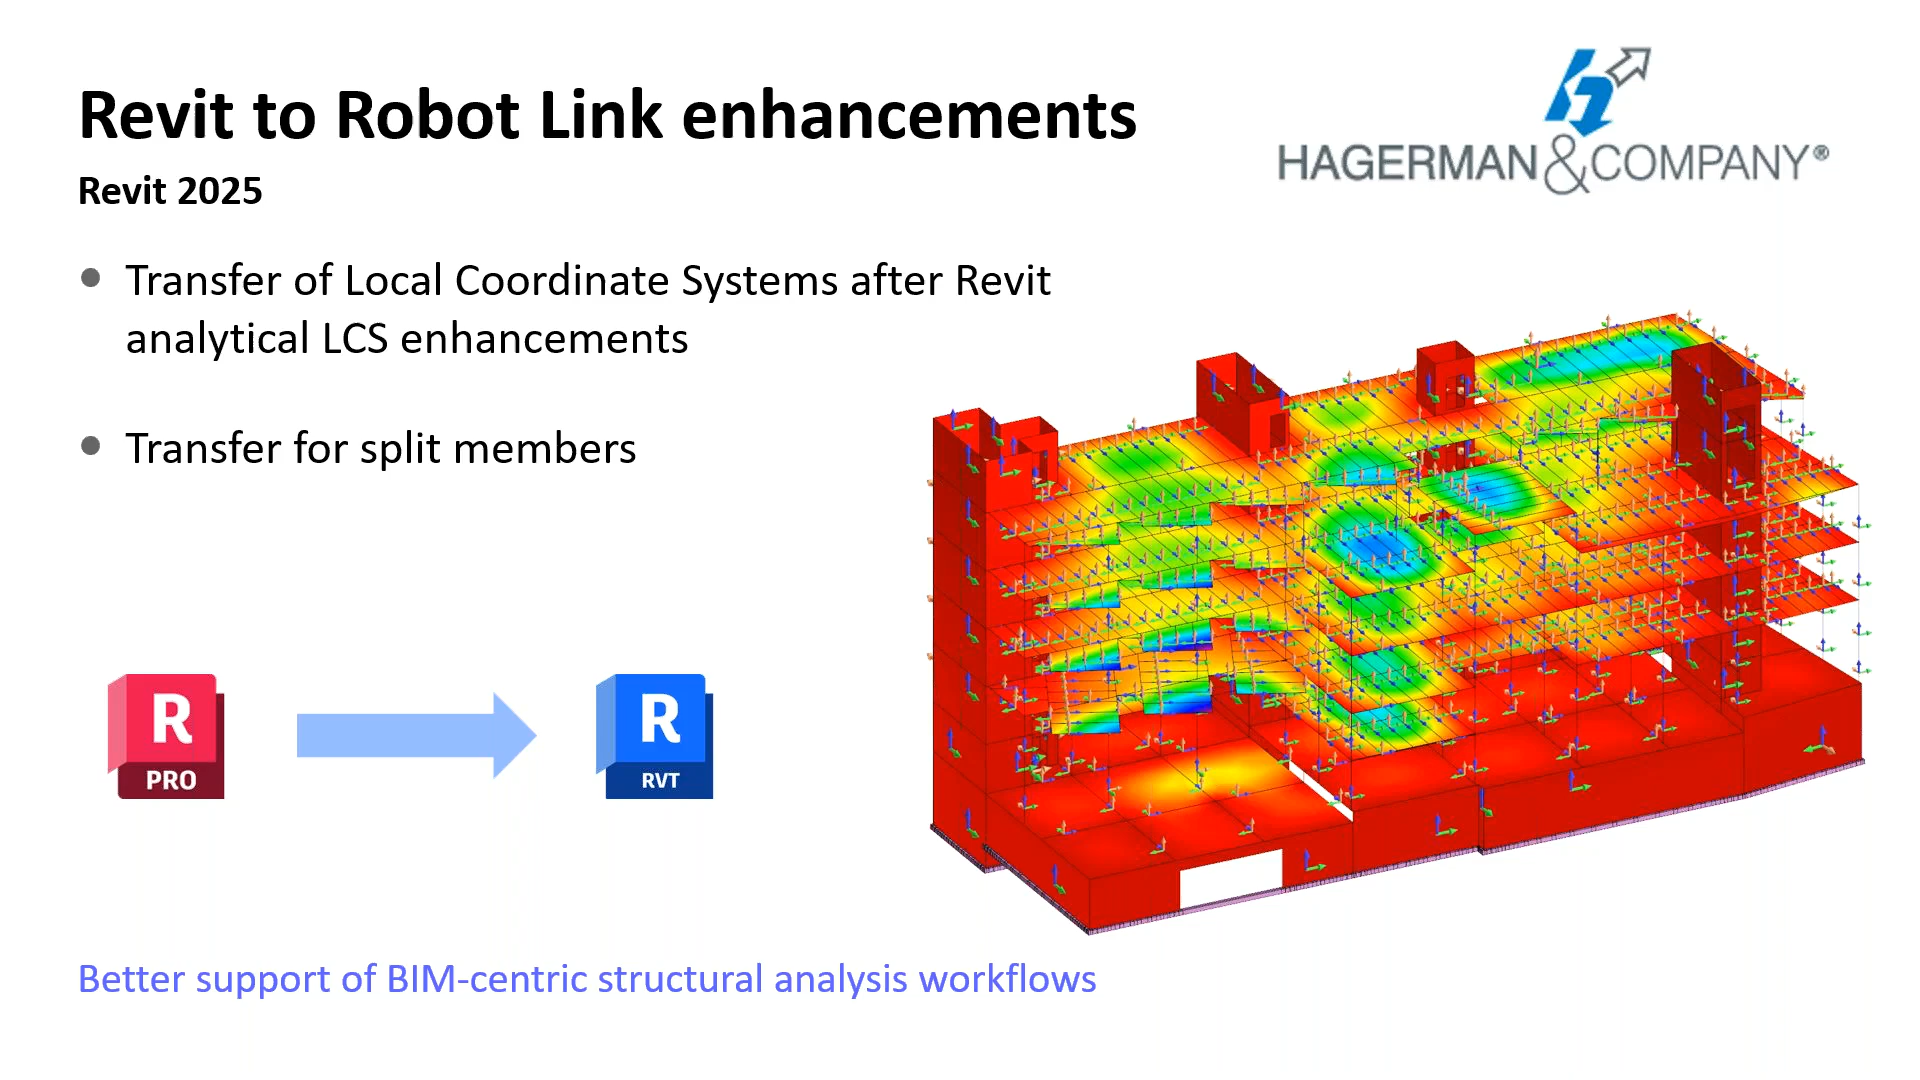 Revit to Robot Link enhancements
Revit 2025
HAGERMAN&COMPANY®
• Transfer of Local Coordinate Systems after Revit
analytical LCS enhancements
• Transfer for split members
R
PRO
R
RVT
Better support of BIM-centric structural analysis workflows